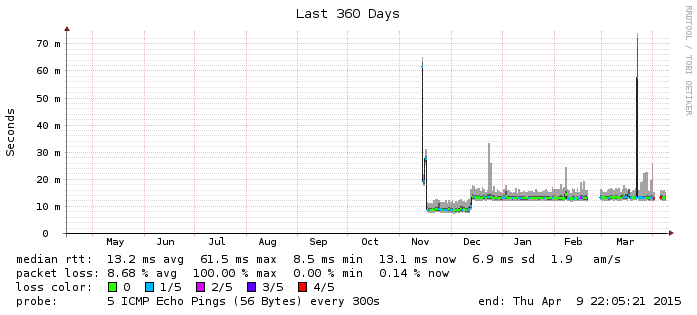 Last 360 Days
RRDTOOL / TOBI OETIKER
Seconds
70 m
60 m
50 m
40 m
30 m
20 m
10 m
0
May Jun Jul Aug Sep Oct Nov Dec Jan Feb Mar
median rtt: 13.2 ms avg 61.5 ms max 8.5 ms min 13.1 ms now 6.9 ms sd 1.9 am/s
packet loss: 8.68 % avg 100.00 % max 0.00 % min 0.14 % now
loss color: 0 1/5 2/5 3/5 4/5
probe: 5 ICMP Echo Pings (56 Bytes) every 300s end: Thu Apr 9 22:05:21 2015